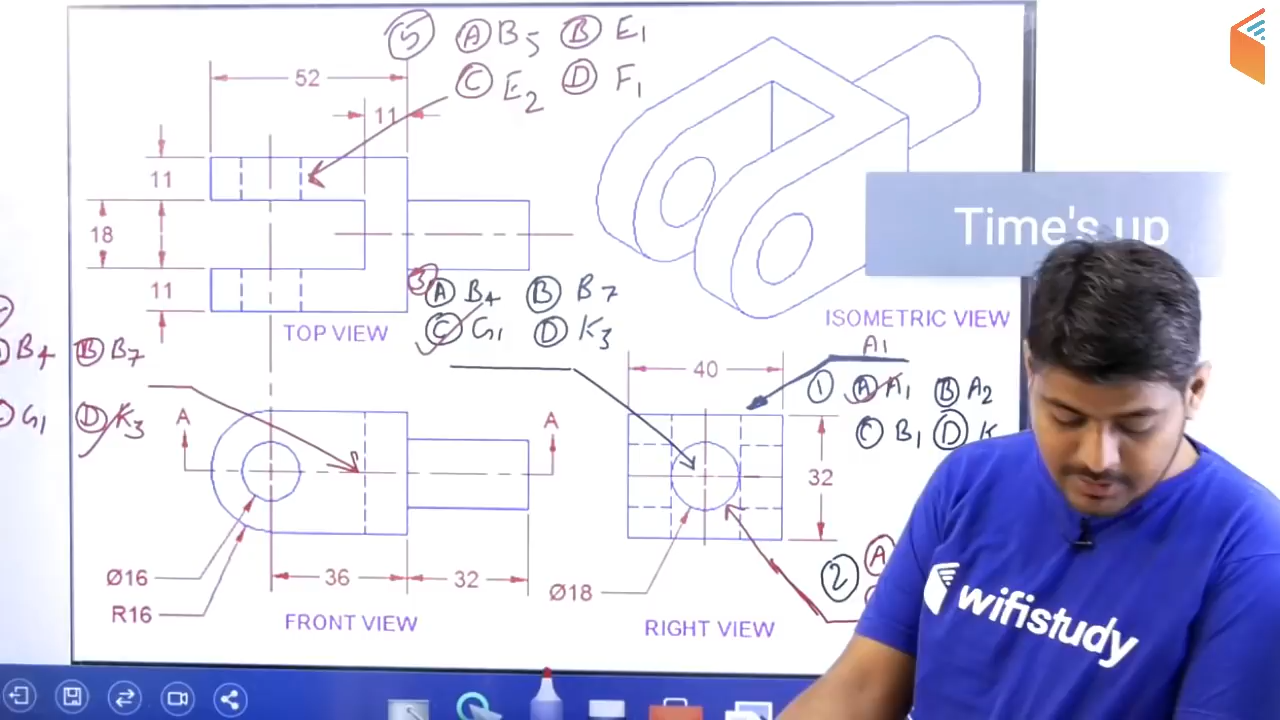 5 A B5 B E1
C E2 D F1
52
11
11
18
11
TOP VIEW
3 A B4 B B7
C G1 D K3
ISOMETRIC VIEW
Time's up
B4 B B7
G1 D K3
A1
40
1 A A1 B A2
C B1 D K
A
A
32
2 A
Ø16
R16
36
32
Ø18
FRONT VIEW
RIGHT VIEW
wifistudy